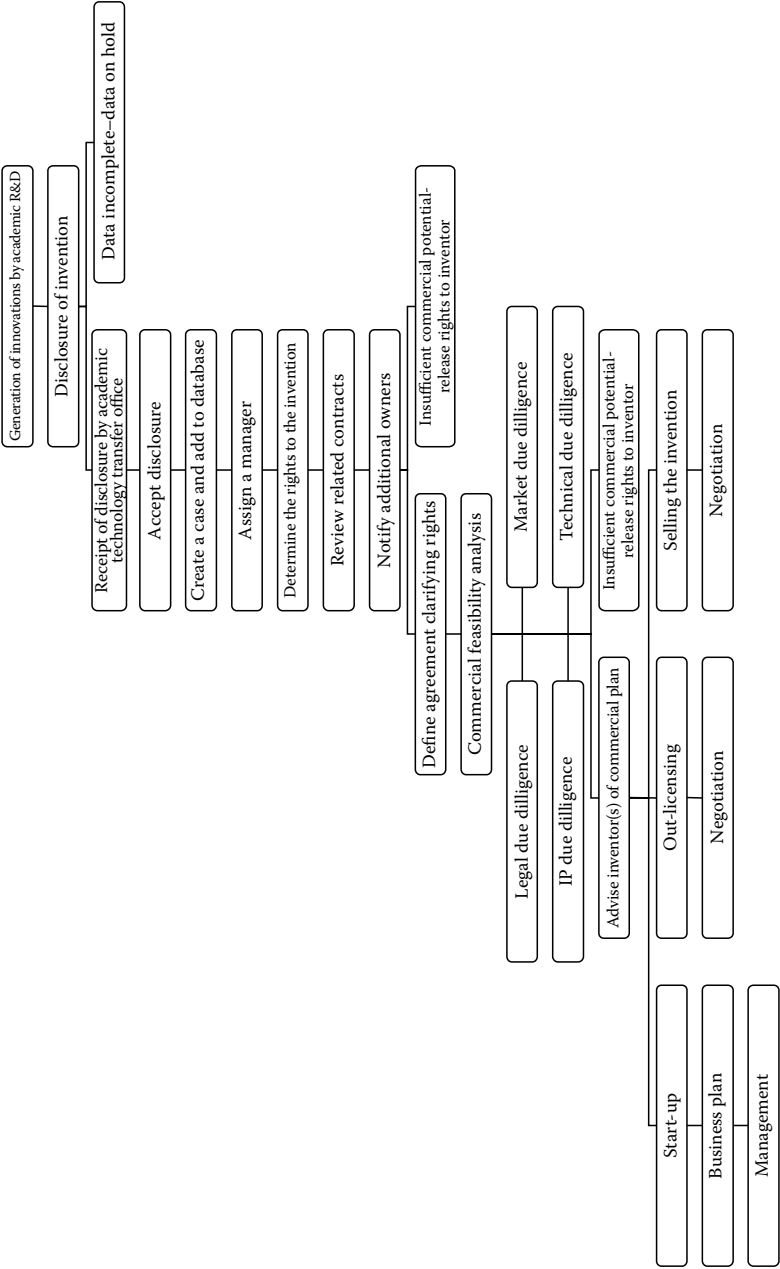 Generation of innovations by academic R&D
Disclosure of invention
Receipt of disclosure by academic
technology transfer office
Data incomplete–data on hold
Accept disclosure
Create a case and add to database
Assign a manager
Determine the rights to the invention
Review related contracts
Notify additional owners
Define agreement clarifying rights
Insufficient commercial potential-
release rights to inventor
Commercial feasibility analysis
Legal due dilligence
Market due dilligence
IP due dilligence
Technical due dilligence
Advise inventor(s) of commercial plan
Insufficient commercial potential-
release rights to inventor
Start-up
Out-licensing
Selling the invention
Business plan
Negotiation
Negotiation
Management